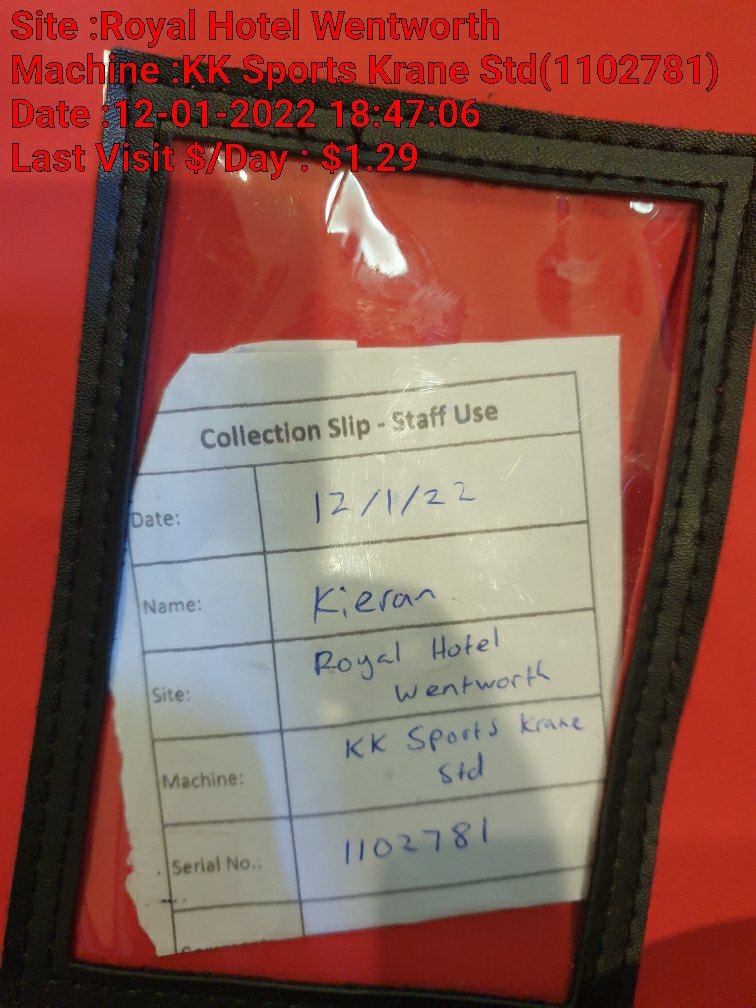 Site :Royal Hotel Wentworth
Machine :KK Sports Krane Std(1102781)
Date :12-01-2022 18:47:06
Last Visit $/Day : $1.29
Collection Slip - Staff Use
Date: 12/1/22
Name: Kieran
Site: Royal Hotel
Wentworth
Machine: KK Sports Krane
Std
Serial No.: 1102781